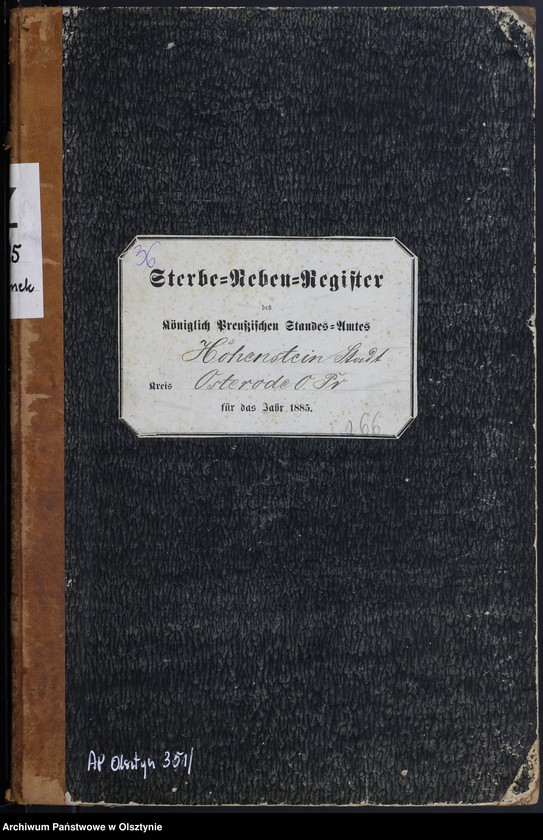 36
Sterbe=Neben=Register
des
Königlich Preußischen Standes=Amtes
Hohenstein Stadt
Kreis Osterode O. Pr
für das Jahr 1885.
166
AP Olsztyn 351/
Archiwum Państwowe w Olsztynie